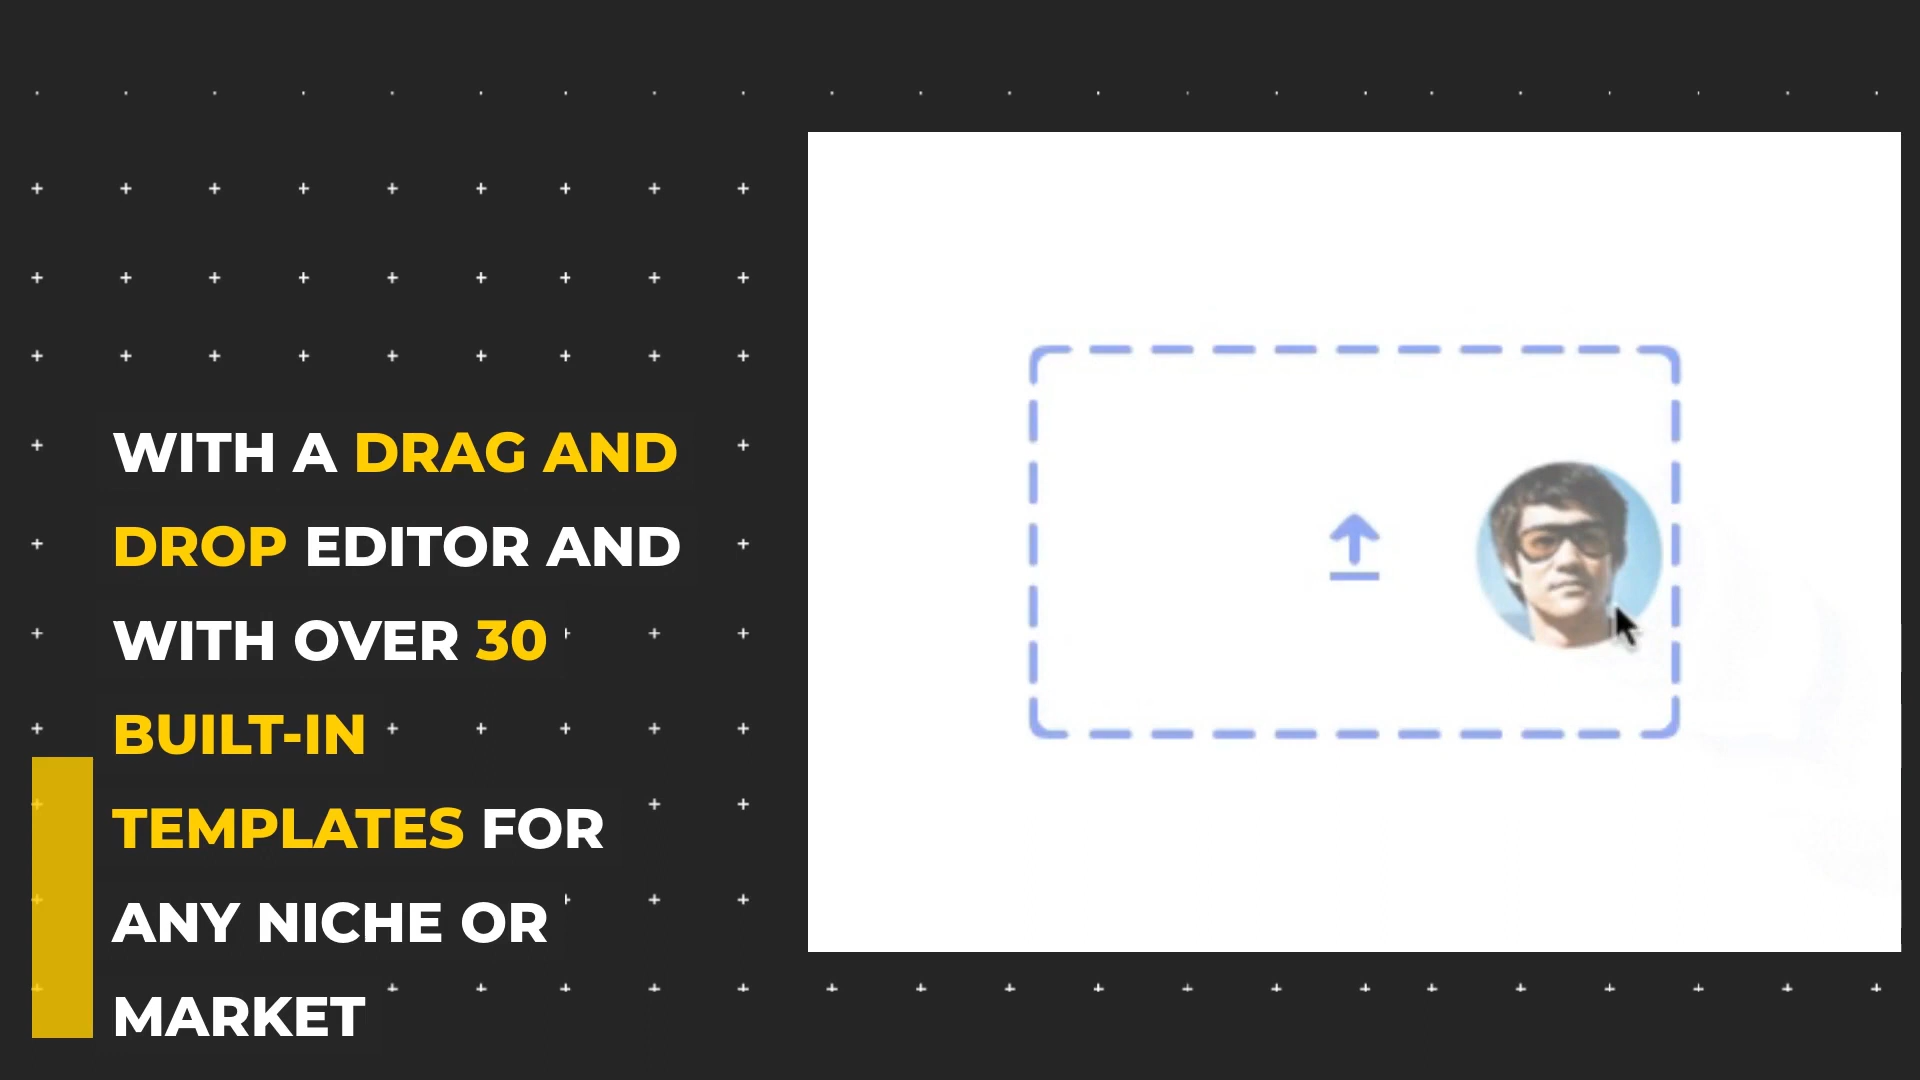 WITH A DRAG AND
DROP EDITOR AND
WITH OVER 30
BUILT-IN
TEMPLATES FOR
ANY NICHE OR
MARKET